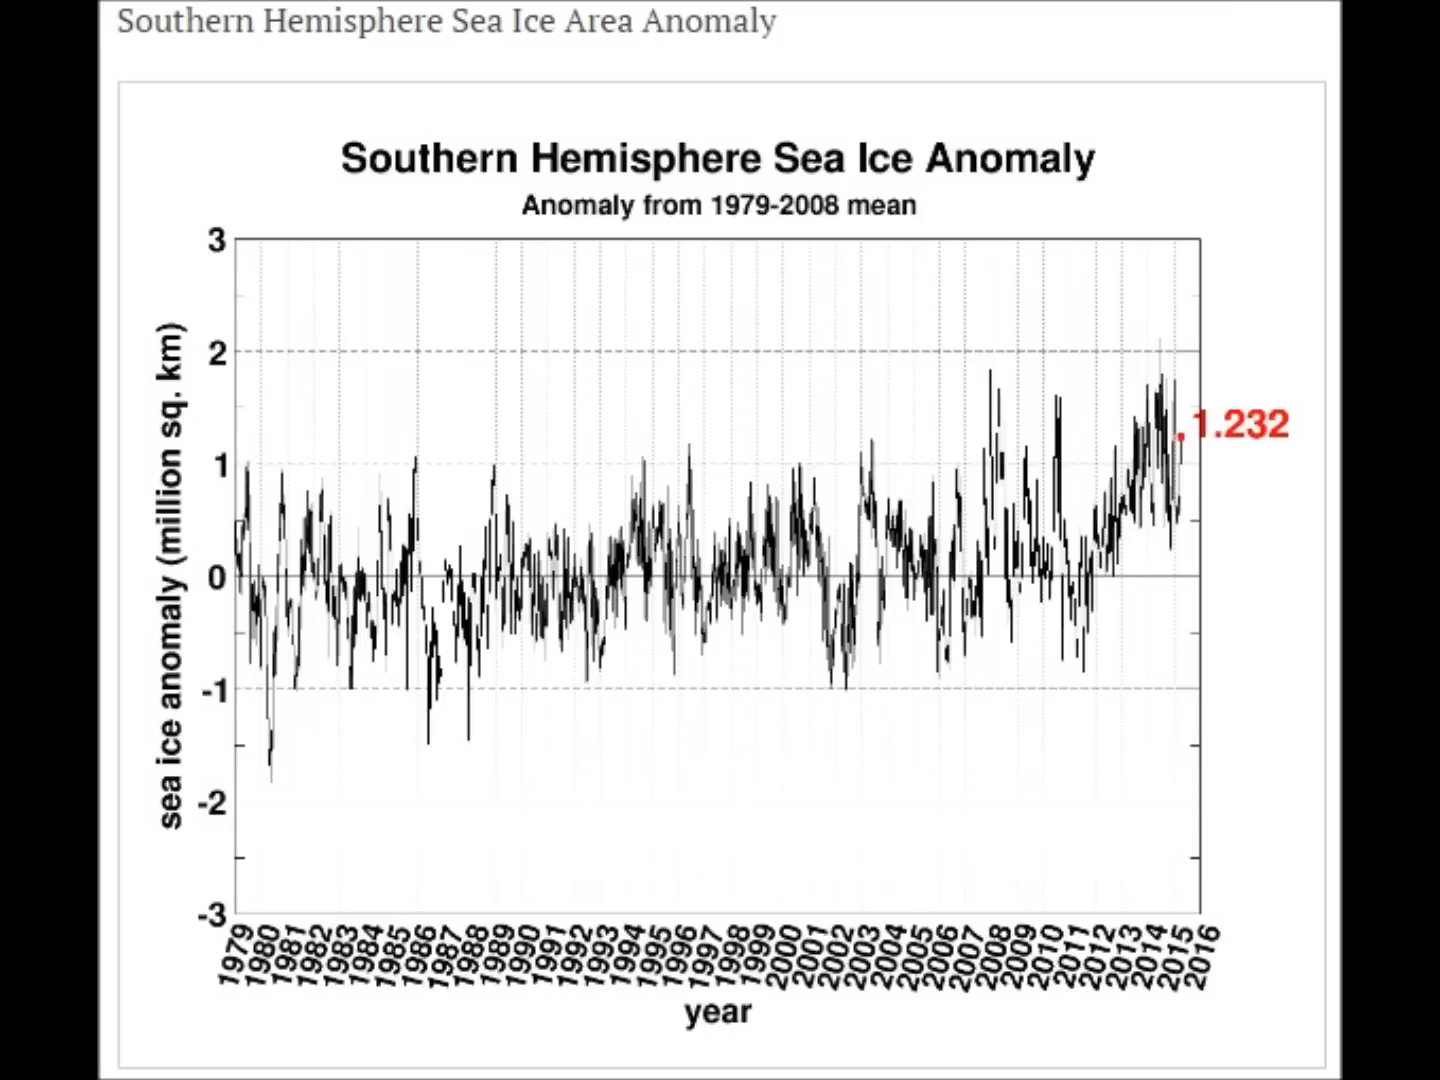 Southern Hemisphere Sea Ice Area Anomaly
Southern Hemisphere Sea Ice Anomaly
Anomaly from 1979-2008 mean
3
2
1
0
-1
-2
-3
sea ice anomaly (million sq. km)
1.232
1979 1980 1981 1982 1983 1984 1985 1986 1987 1988 1989 1990 1991 1992 1993 1994 1995 1996 1997 1998 1999 2000 2001 2002 2003 2004 2005 2006 2007 2008 2009 2010 2011 2012 2013 2014 2015 2016
year